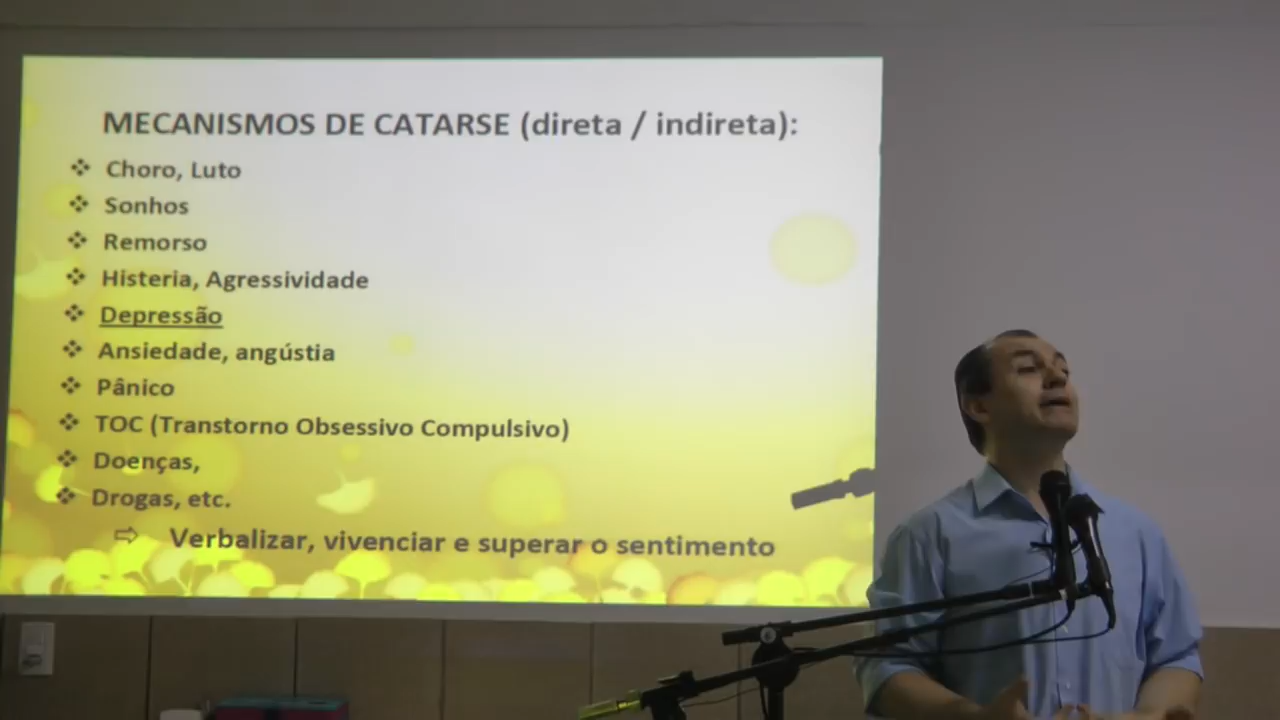 MECANISMOS DE CATARSE (direta / indireta):
❖ Choro, Luto
❖ Sonhos
❖ Remorso
❖ Histeria, Agressividade
❖ Depressão
❖ Ansiedade, angústia
❖ Pânico
❖ TOC (Transtorno Obsessivo Compulsivo)
❖ Doenças,
❖ Drogas, etc.
⇨ Verbalizar, vivenciar e superar o sentimento